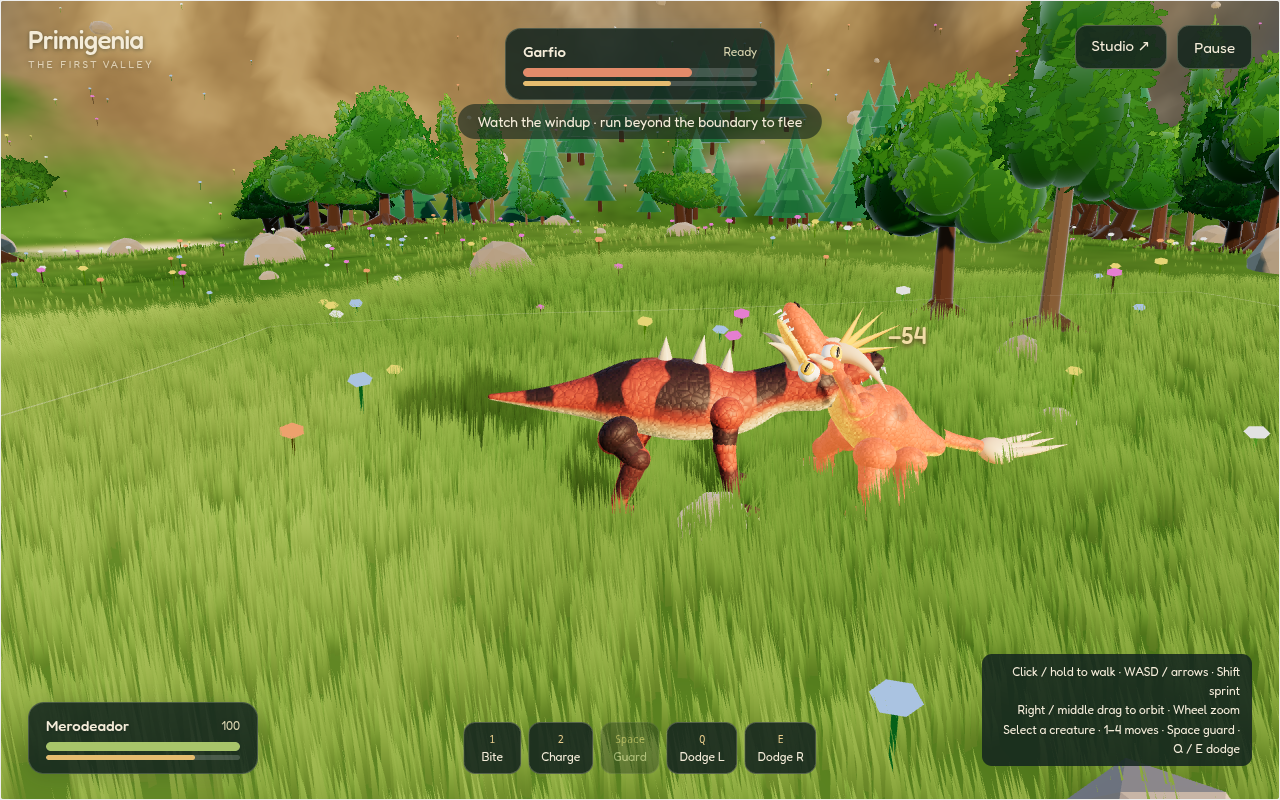 Primigenia
THE FIRST VALLEY
Garfio
Ready
Watch the windup · run beyond the boundary to flee
Studio ↗
Pause
−54
Merodeador
100
1
Bite
2
Charge
Space
Guard
Q
Dodge L
E
Dodge R
Click / hold to walk · WASD / arrows · Shift
sprint
Right / middle drag to orbit · Wheel zoom
Select a creature · 1–4 moves · Space guard ·
Q / E dodge